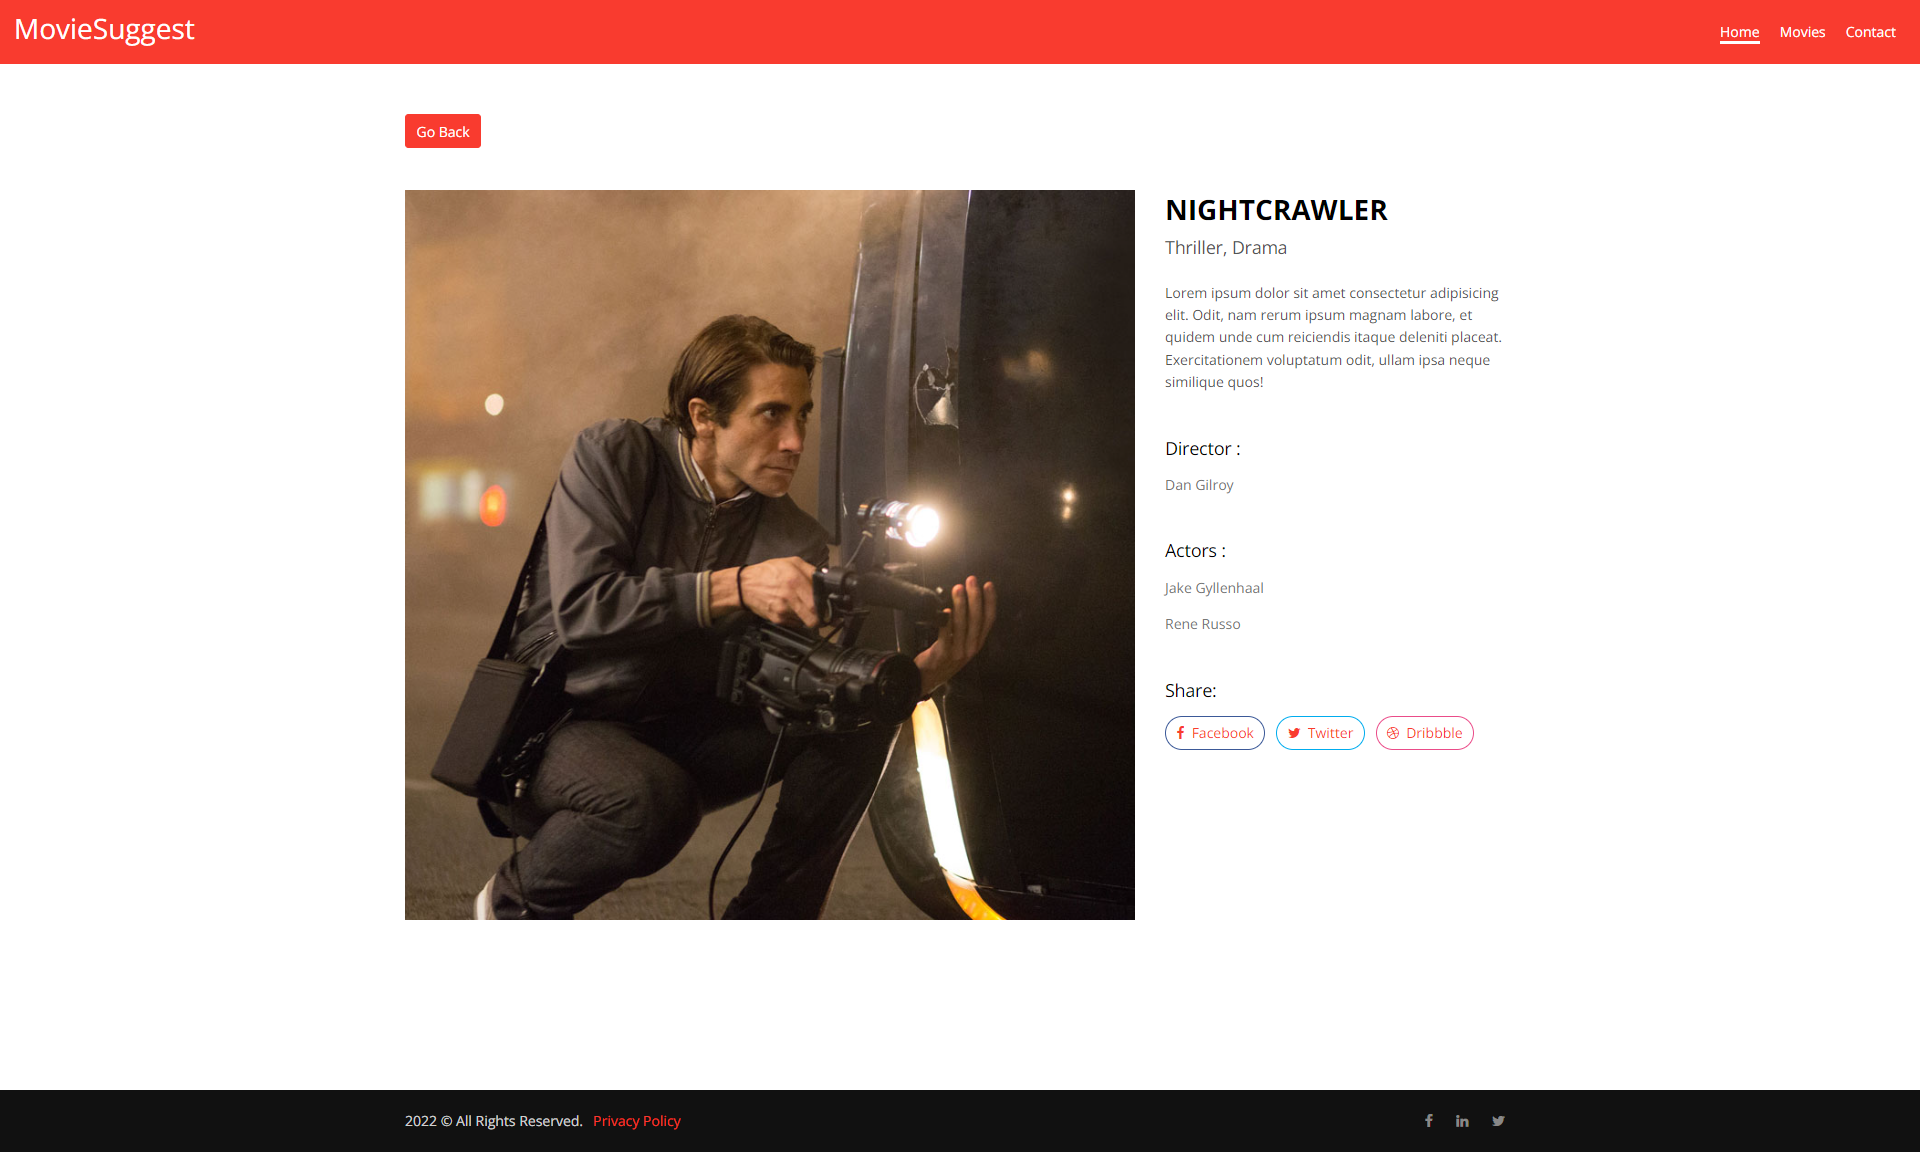 MovieSuggest
Home Movies Contact
Go Back
NIGHTCRAWLER
Thriller, Drama
Lorem ipsum dolor sit amet consectetur adipisicing
elit. Odit, nam rerum ipsum magnam labore, et
quidem unde cum reiciendis itaque deleniti placeat.
Exercitationem voluptatum odit, ullam ipsa neque
similique quos!
Director :
Dan Gilroy
Actors :
Jake Gyllenhaal
Rene Russo
Share:
Facebook Twitter Dribbble
2022 © All Rights Reserved. Privacy Policy